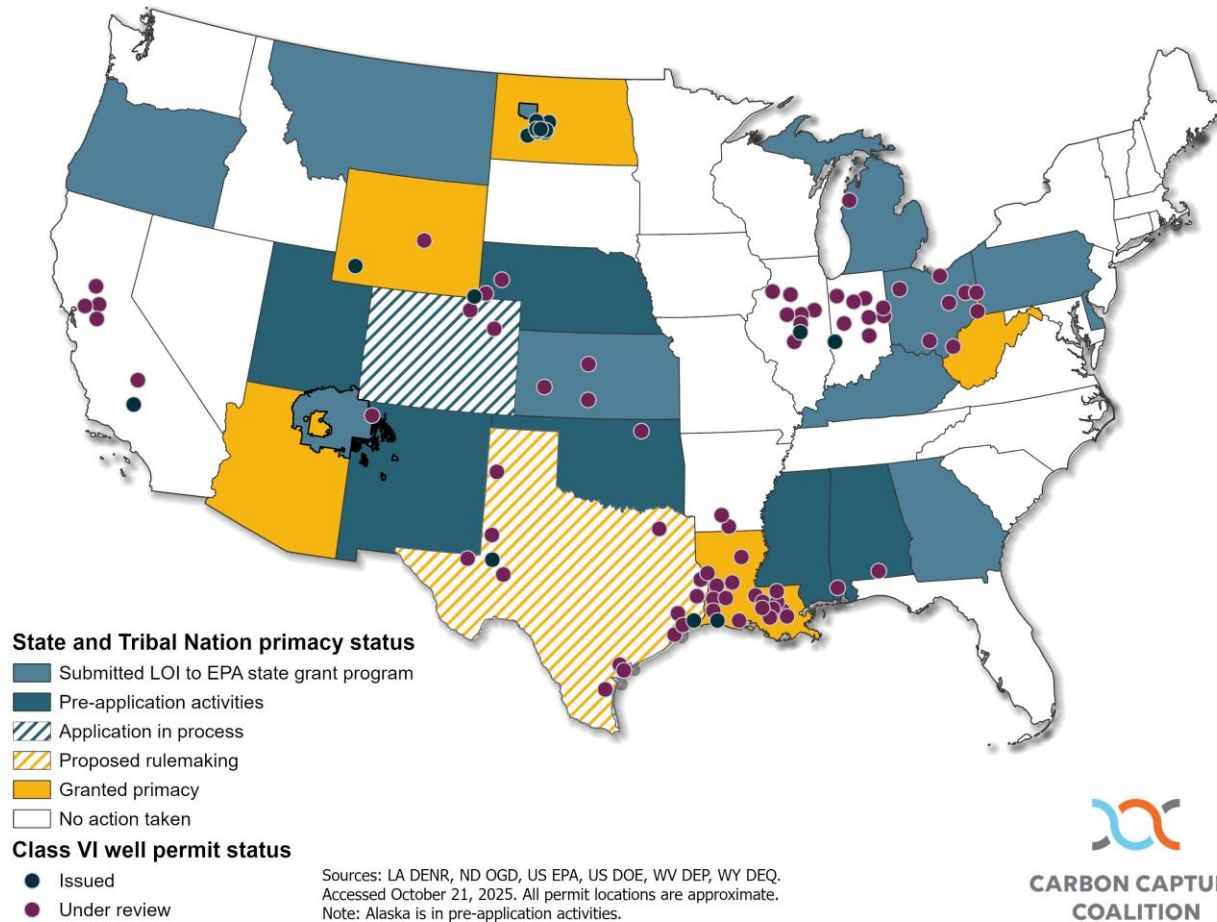 State and Tribal Nation primacy status
Submitted LOI to EPA state grant program
Pre-application activities
Application in process
Proposed rulemaking
Granted primacy
No action taken
Class VI well permit status
Issued
Under review
Sources: LA DENR, ND OGD, US EPA, US DOE, WV DEP, WY DEQ.
Accessed October 21, 2025. All permit locations are approximate.
Note: Alaska is in pre-application activities.
CARBON CAPTUR
COALITION